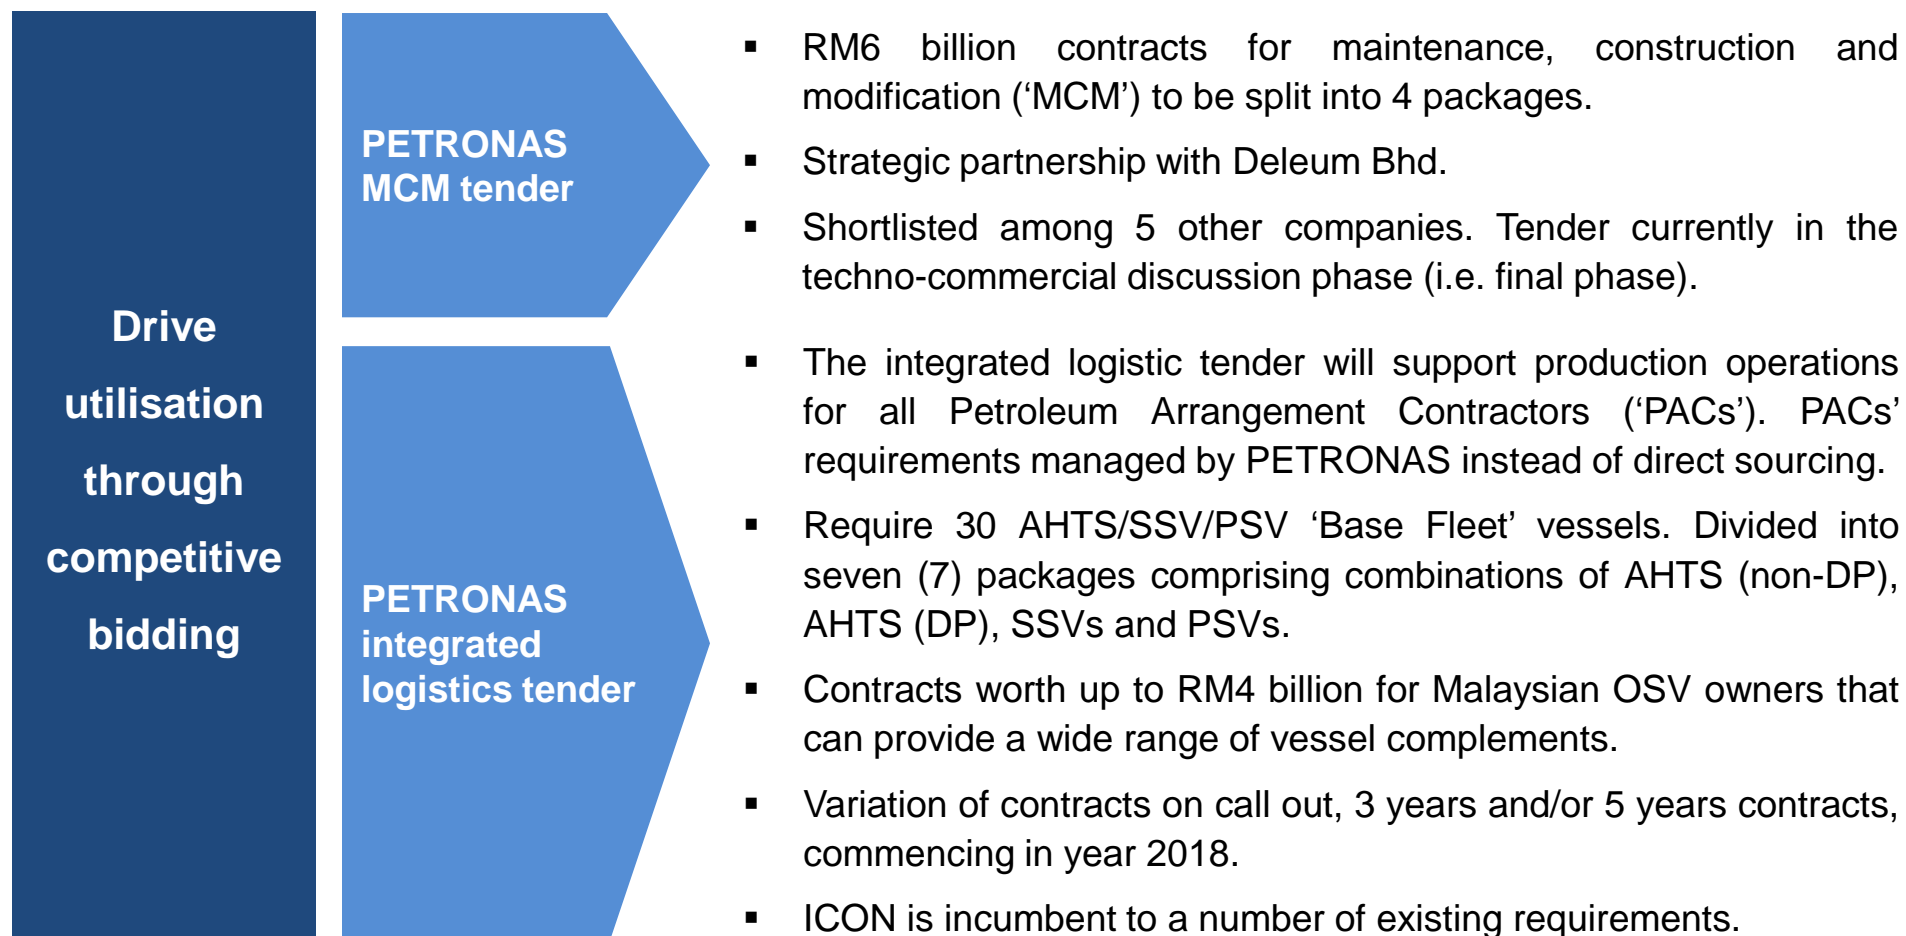 Drive
utilisation
through
competitive
bidding
PETRONAS
MCM tender
▪ RM6 billion contracts for maintenance, construction and
modification (‘MCM’) to be split into 4 packages.
▪ Strategic partnership with Deleum Bhd.
▪ Shortlisted among 5 other companies. Tender currently in the
techno-commercial discussion phase (i.e. final phase).
PETRONAS
integrated
logistics tender
▪ The integrated logistic tender will support production operations
for all Petroleum Arrangement Contractors (‘PACs’). PACs’
requirements managed by PETRONAS instead of direct sourcing.
▪ Require 30 AHTS/SSV/PSV ‘Base Fleet’ vessels. Divided into
seven (7) packages comprising combinations of AHTS (non-DP),
AHTS (DP), SSVs and PSVs.
▪ Contracts worth up to RM4 billion for Malaysian OSV owners that
can provide a wide range of vessel complements.
▪ Variation of contracts on call out, 3 years and/or 5 years contracts,
commencing in year 2018.
▪ ICON is incumbent to a number of existing requirements.